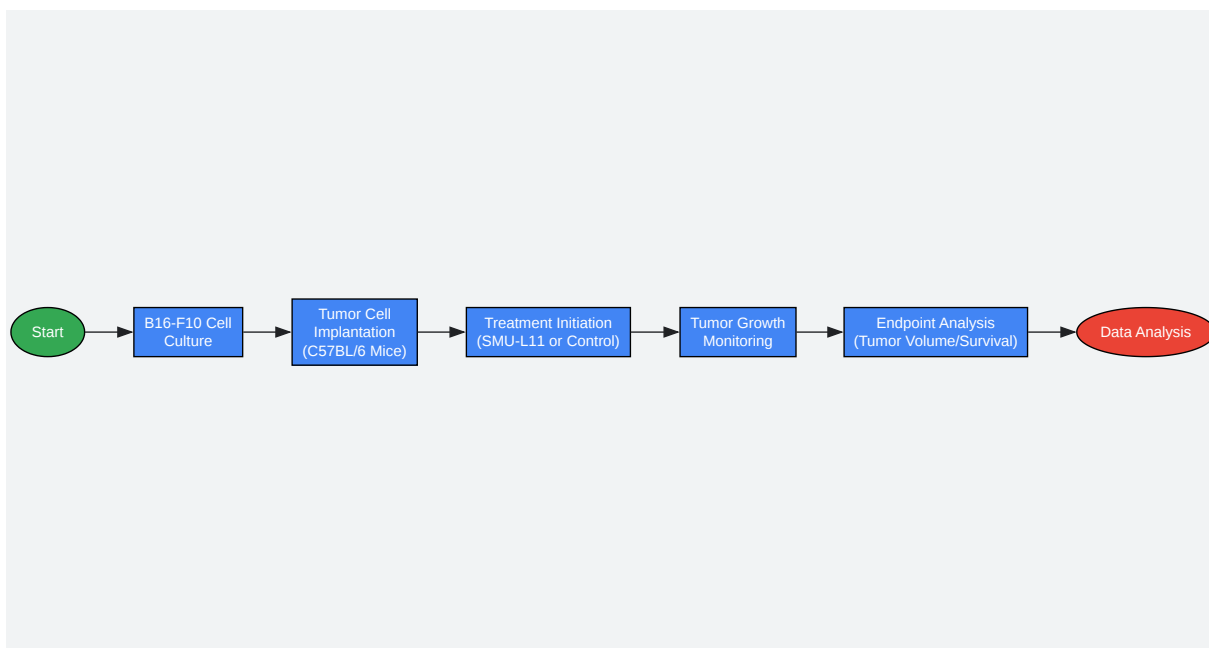 Start
B16-F10 Cell
Culture
Tumor Cell
Implantation
(C57BL/6 Mice)
Treatment Initiation
(SMU-L11 or Control)
Tumor Growth
Monitoring
Endpoint Analysis
(Tumor Volume/Survival)
Data Analysis